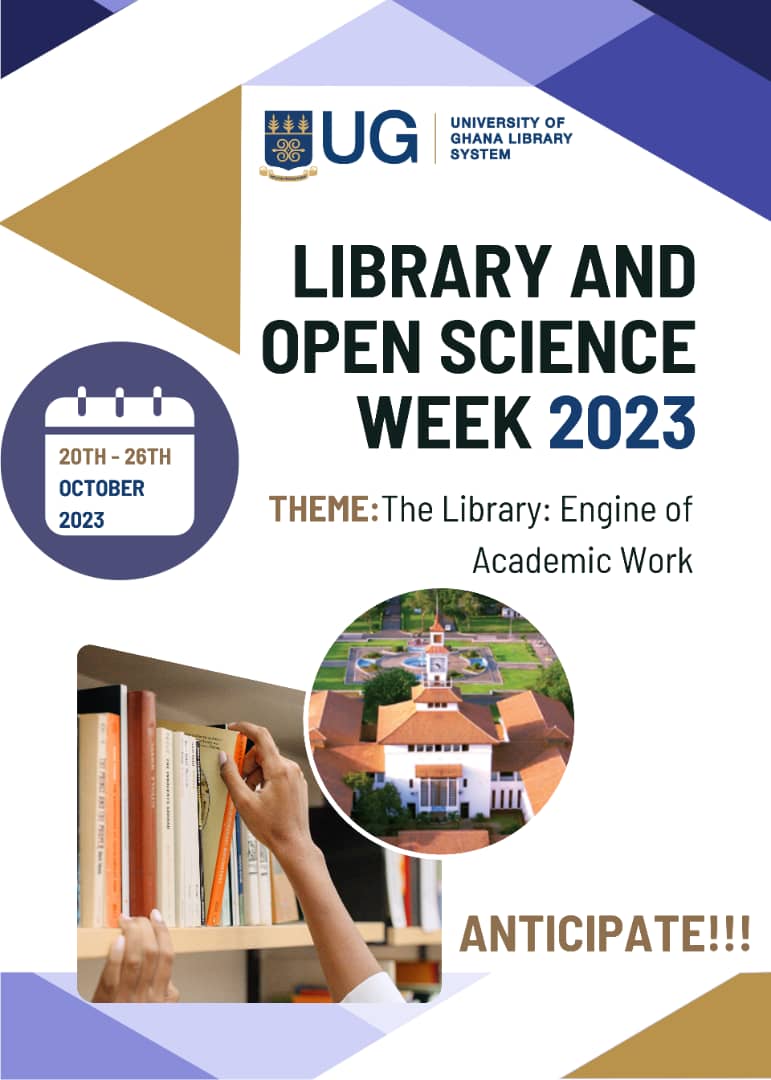 UG
UNIVERSITY OF
GHANA LIBRARY
SYSTEM
LIBRARY AND
OPEN SCIENCE
WEEK 2023
20TH - 26TH
OCTOBER
2023
THEME:The Library: Engine of
Academic Work
ANTICIPATE!!!